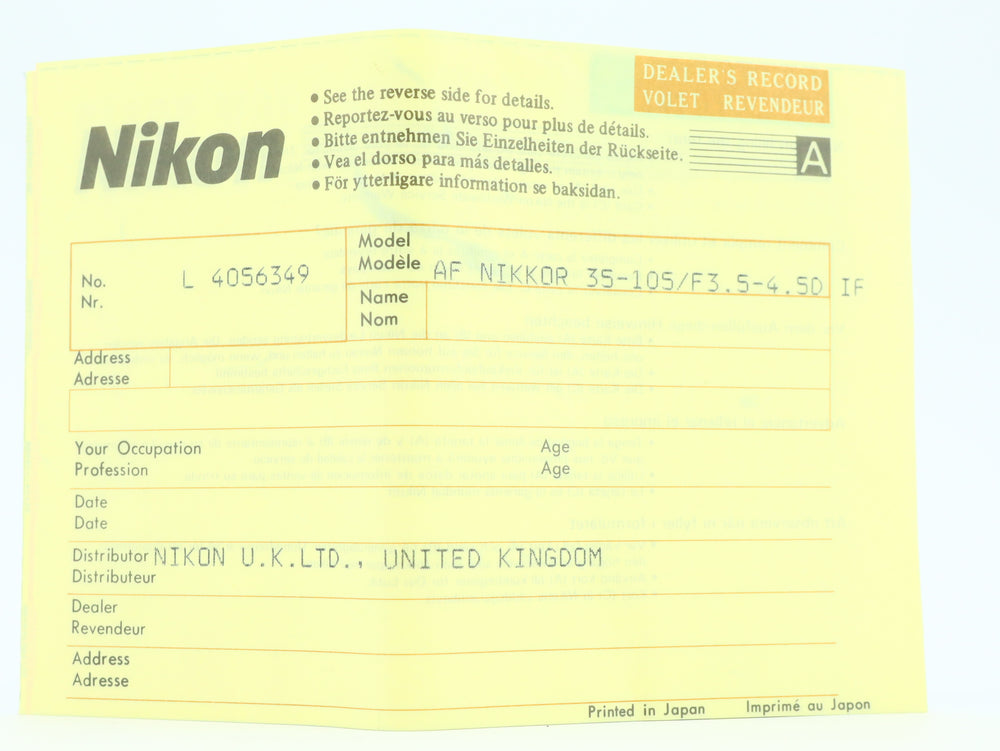 DEALER'S RECORD
VOLET REVENDEUR
A
Nikon
• See the reverse side for details.
• Reportez-vous au verso pour plus de détails.
• Bitte entnehmen Sie Einzelheiten der Rückseite.
• Vea el dorso para más detalles.
• För ytterligare information se baksidan.
No.
Nr.
L 4056349
Model
Modèle
AF NIKKOR 35-105/F3.5-4.5D IF
Name
Nom
Address
Adresse
Your Occupation
Profession
Age
Age
Date
Date
Distributor
Distributeur
NIKON U.K.LTD., UNITED KINGDOM
Dealer
Revendeur
Address
Adresse
Printed in Japan Imprimé au Japon